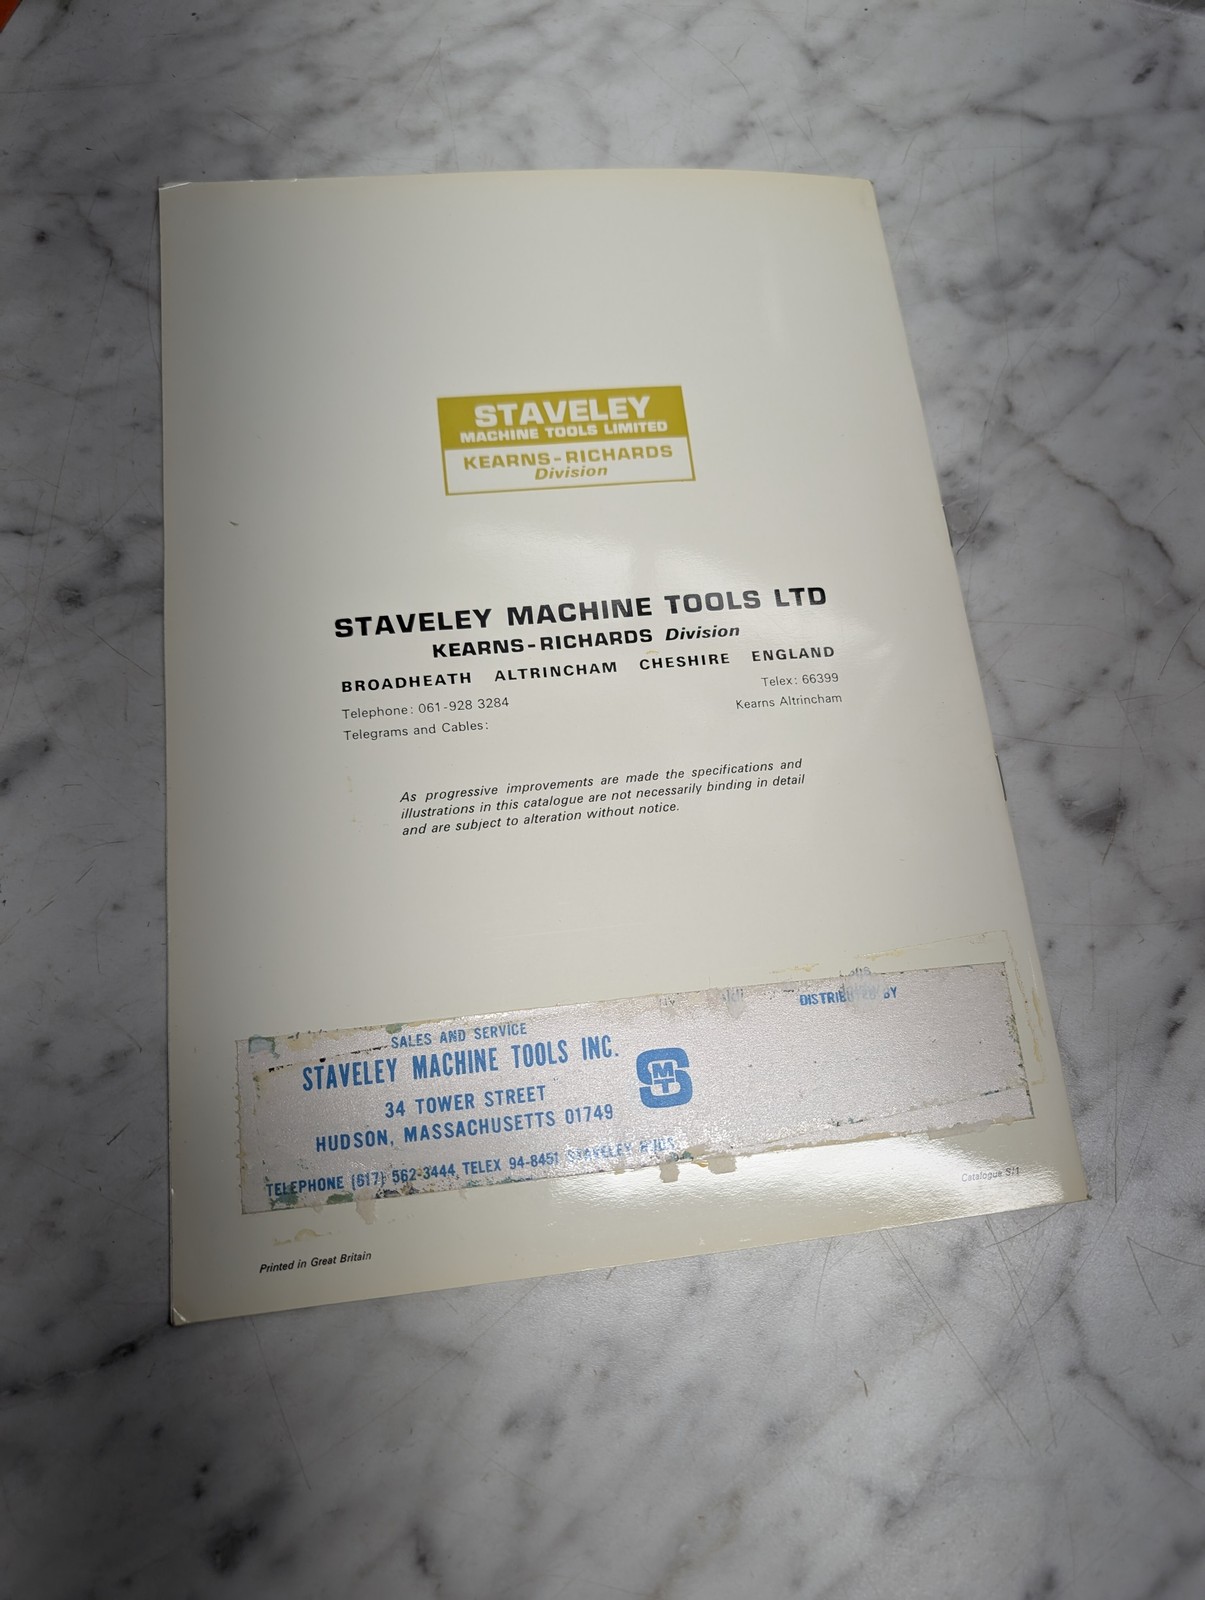 STAVELEY
MACHINE TOOLS LIMITED
KEARNS-RICHARDS
Division
STAVELEY MACHINE TOOLS LTD
KEARNS-RICHARDS Division
BROADHEATH ALTRINCHAM CHESHIRE ENGLAND
Telephone: 061-928 3284 Telex: 66399
Telegrams and Cables: Kearns Altrincham
As progressive improvements are made the specifications and
illustrations in this catalogue are not necessarily binding in detail
and are subject to alteration without notice.
SALES AND SERVICE
STAVELEY MACHINE TOOLS INC.
34 TOWER STREET
HUDSON, MASSACHUSETTS 01749
TELEPHONE (617) 562-3444, TELEX 94-8451 STAVELEY
SMT
DISTRIBUTED BY
Catalogue S/1
Printed in Great Britain